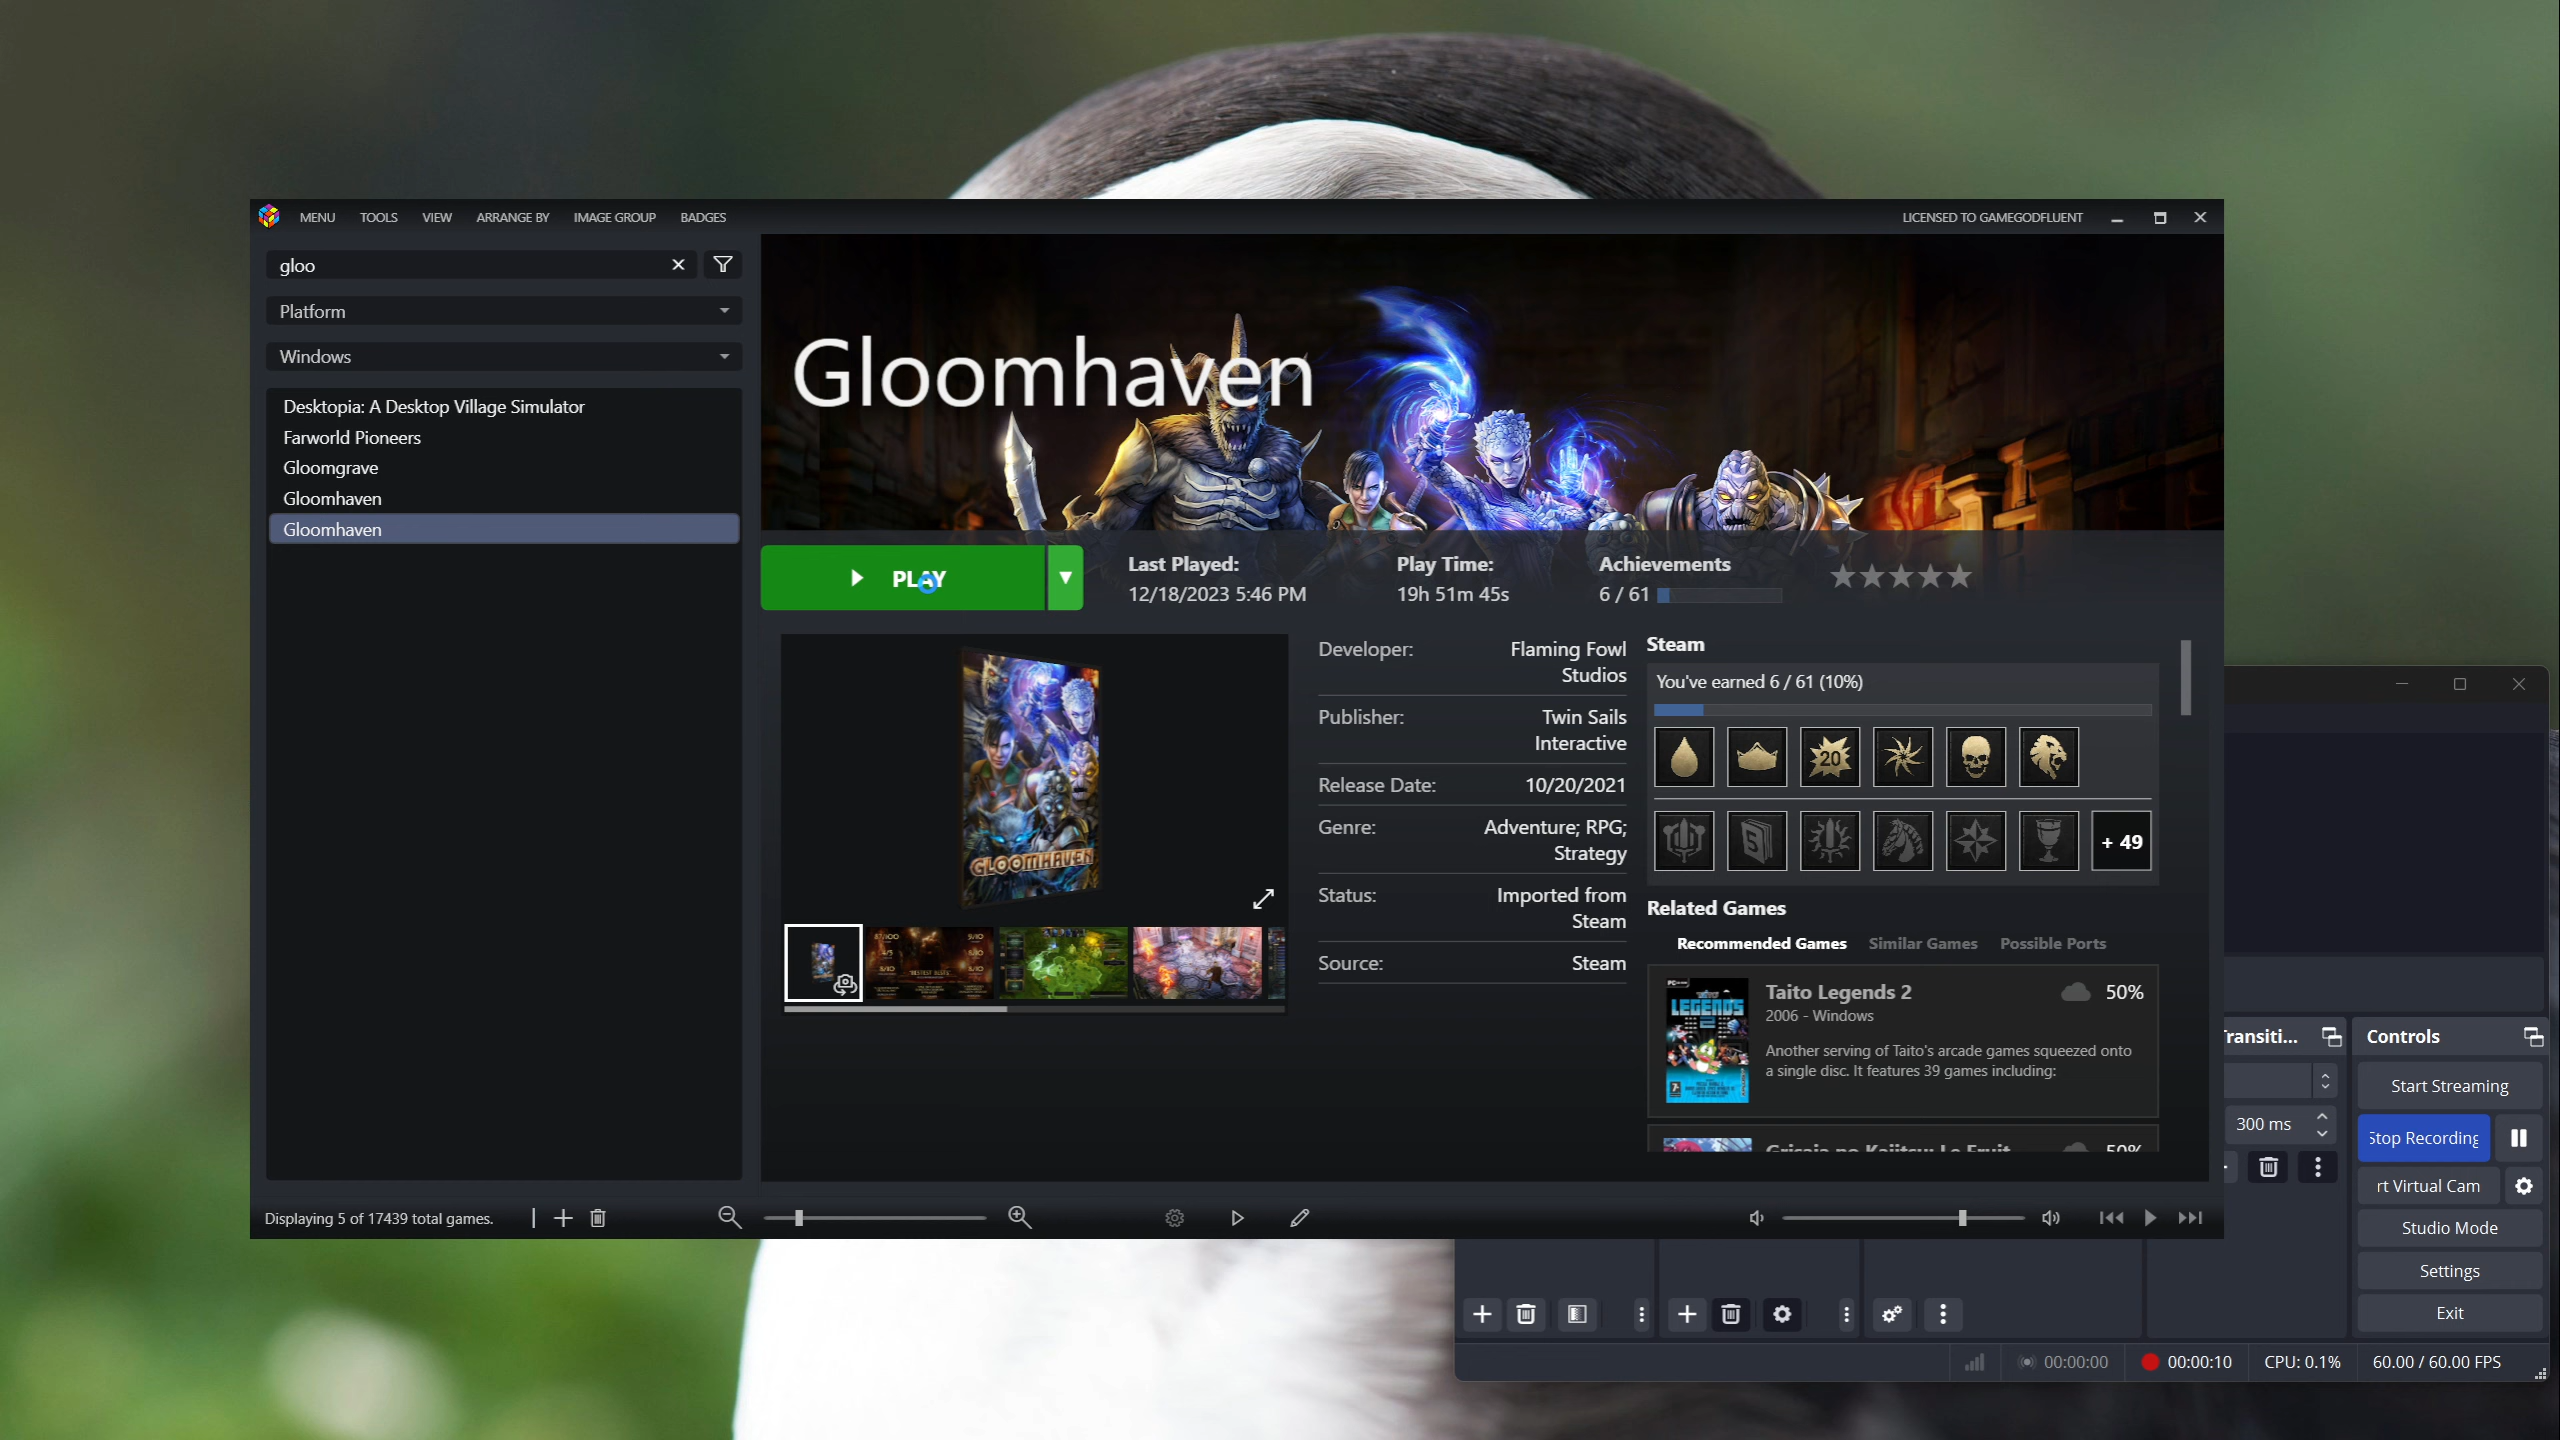 MENU TOOLS VIEW ARRANGE BY IMAGE GROUP BADGES LICENSED TO GAMEGODFLUENT
gloo
Platform
Windows
Desktopia: A Desktop Village Simulator
Farworld Pioneers
Gloomgrave
Gloomhaven
Gloomhaven
Gloomhaven
PLAY
Last Played:
12/18/2023 5:46 PM
Play Time:
19h 51m 45s
Achievements
6 / 61
GLOOMHAVEN
Developer: Flaming Fowl
Studios
Publisher: Twin Sails
Interactive
Release Date: 10/20/2021
Genre: Adventure; RPG;
Strategy
Status: Imported from
Steam
Source: Steam
Steam
You've earned 6 / 61 (10%)
20
5
+ 49
Related Games
Recommended Games Similar Games Possible Ports
LEGENDS
2
Taito Legends 2 50%
2006 - Windows
Another serving of Taito's arcade games squeezed onto
a single disc. It features 39 games including:
Displaying 5 of 17439 total games.
Transiti... Controls
Start Streaming
300 ms
Stop Recording
rt Virtual Cam
Studio Mode
Settings
Exit
00:00:00 00:00:10 CPU: 0.1% 60.00 / 60.00 FPS